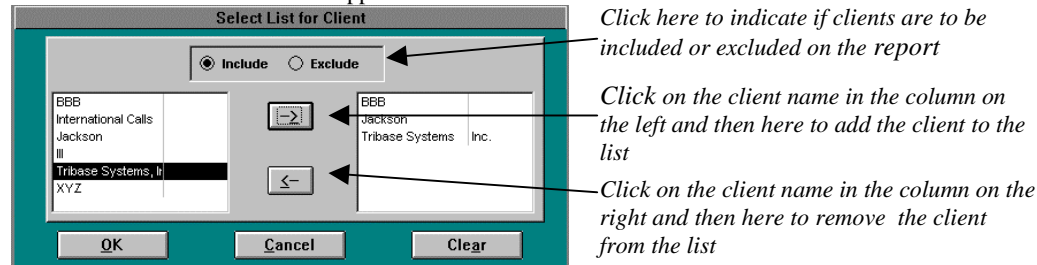 Select List for Client
Include Exclude
BBB
International Calls
Jackson
III
Tribase Systems, Ir
XYZ
->
<-
BBB
Jackson
Tribase Systems Inc.
OK Cancel Clear
Click here to indicate if clients are to be
included or excluded on the report
Click on the client name in the column on
the left and then here to add the client to the
list
Click on the client name in the column on the
right and then here to remove the client
from the list